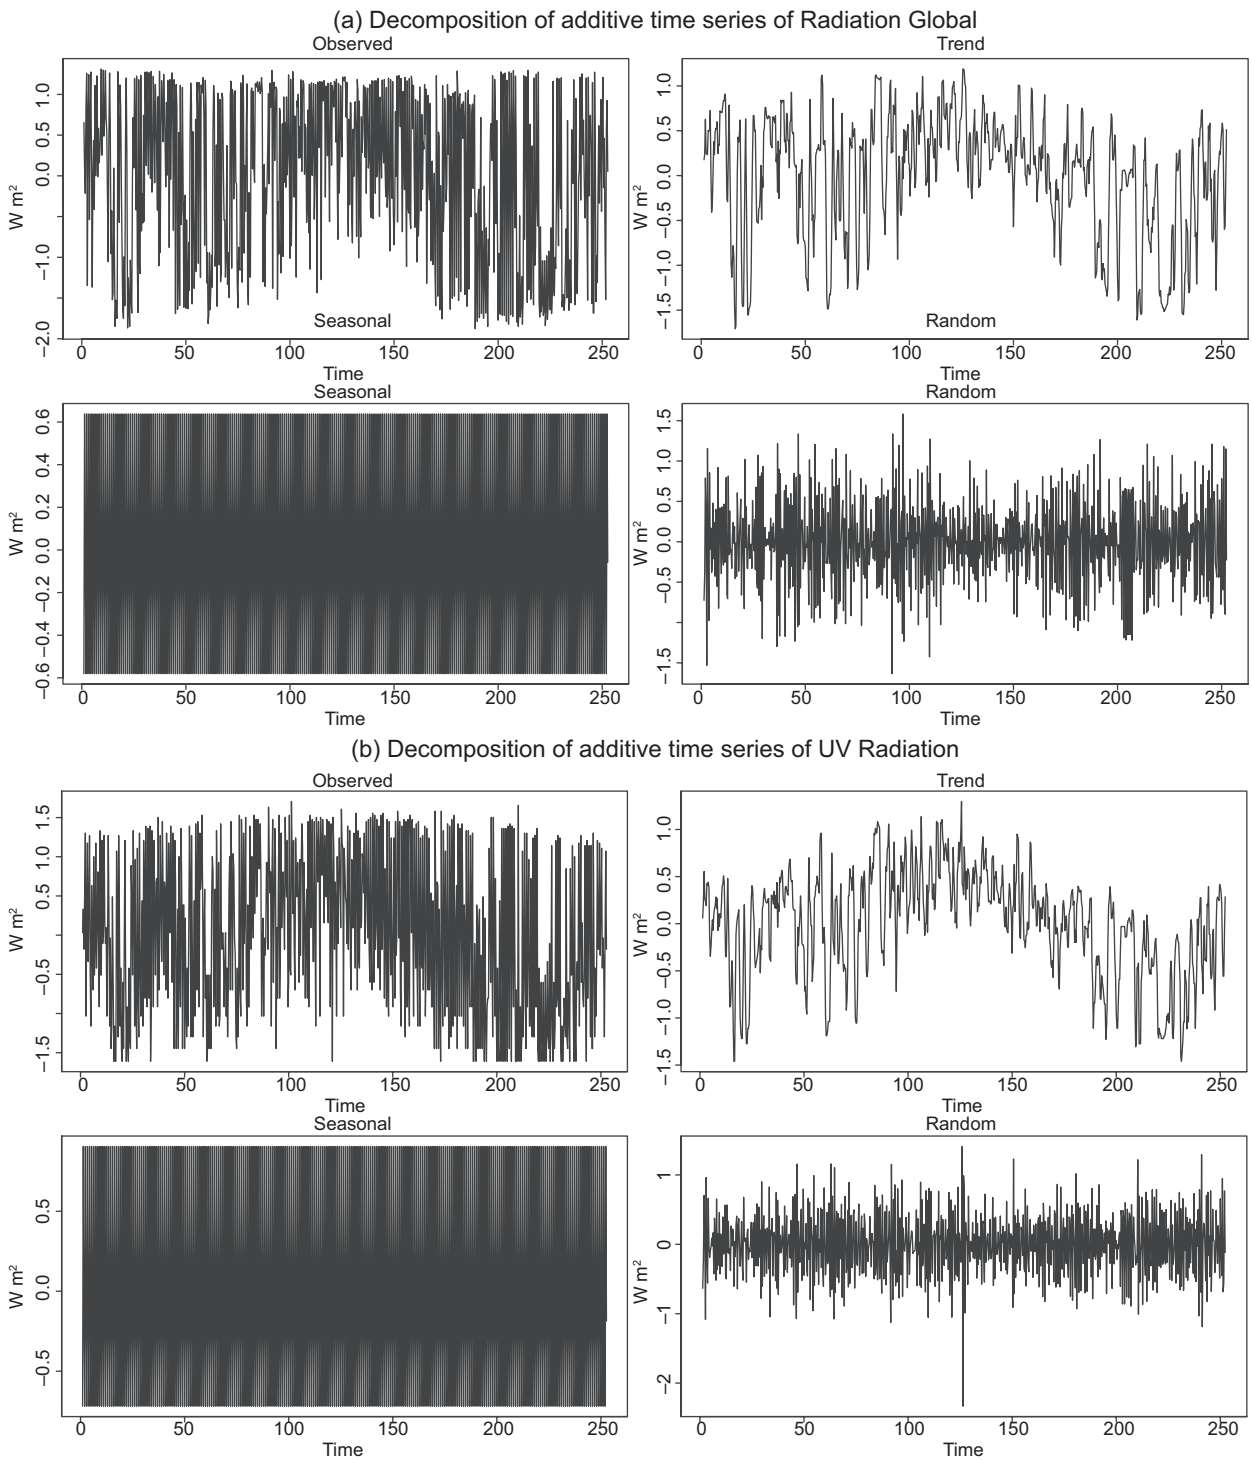 (a) Decomposition of additive time series of Radiation Global
Observed
Trend
W m²
1.0
0.5
0.0
−1.0
−2.0
Seasonal
0 50 100 150 200 250
Time
W m²
1.0
0.5
0.0
−0.5
−1.0
−1.5
Random
0 50 100 150 200 250
Time
Seasonal
Random
W m²
0.6
0.4
0.2
0.0
−0.2
−0.4
−0.6
0 50 100 150 200 250
Time
W m²
1.5
1.0
0.5
0.0
−0.5
−1.5
0 50 100 150 200 250
Time
(b) Decomposition of additive time series of UV Radiation
Observed
Trend
W m²
1.5
1.0
0.5
−0.5
−1.5
0 50 100 150 200 250
Time
W m²
1.0
0.5
0.0
−0.5
−1.0
−1.5
0 50 100 150 200 250
Time
Seasonal
Random
W m²
0.5
0.0
−0.5
0 50 100 150 200 250
Time
W m²
1
0
−1
−2
0 50 100 150 200 250
Time